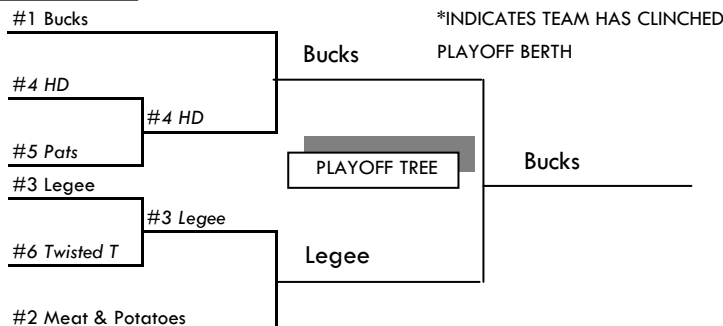 #1 Bucks
*INDICATES TEAM HAS CLINCHED
PLAYOFF BERTH
Bucks
#4 HD
#4 HD
#5 Pats
PLAYOFF TREE
Bucks
#3 Legee
#3 Legee
#6 Twisted T
Legee
#2 Meat & Potatoes